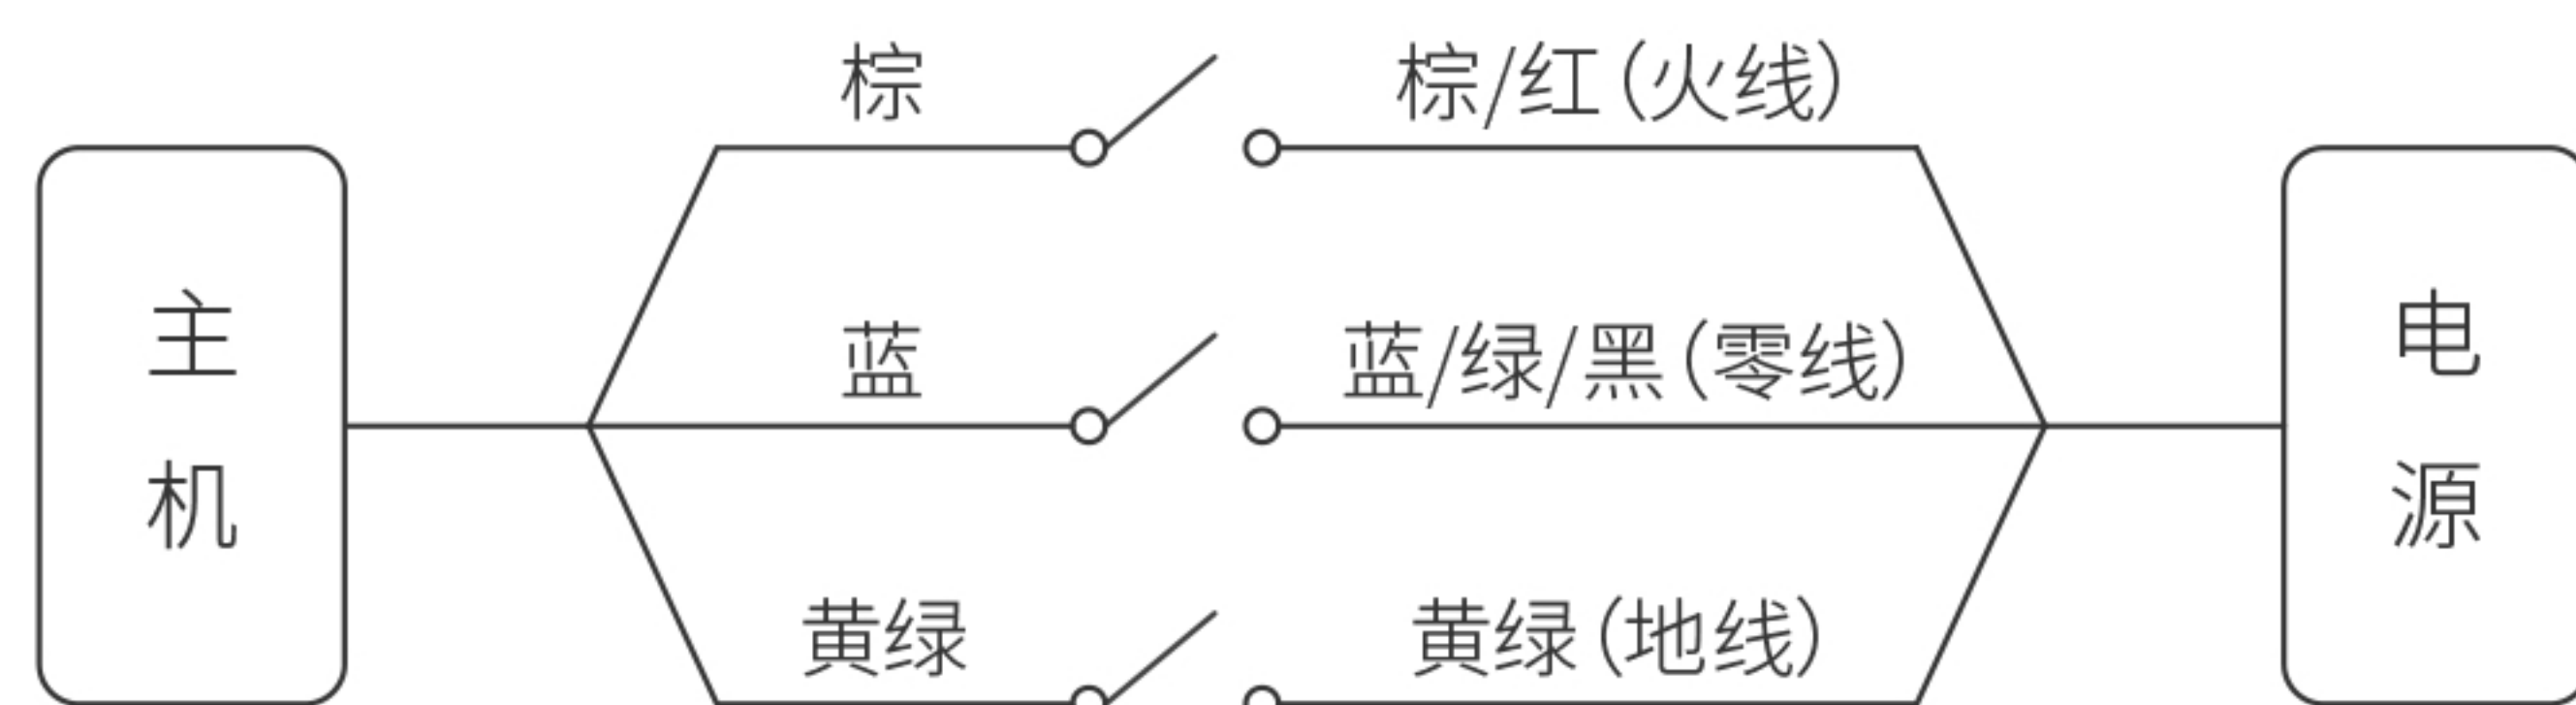 棕
棕/红(火线)
主机
蓝
蓝/绿/黑(零线)
电源
黄绿
黄绿(地线)